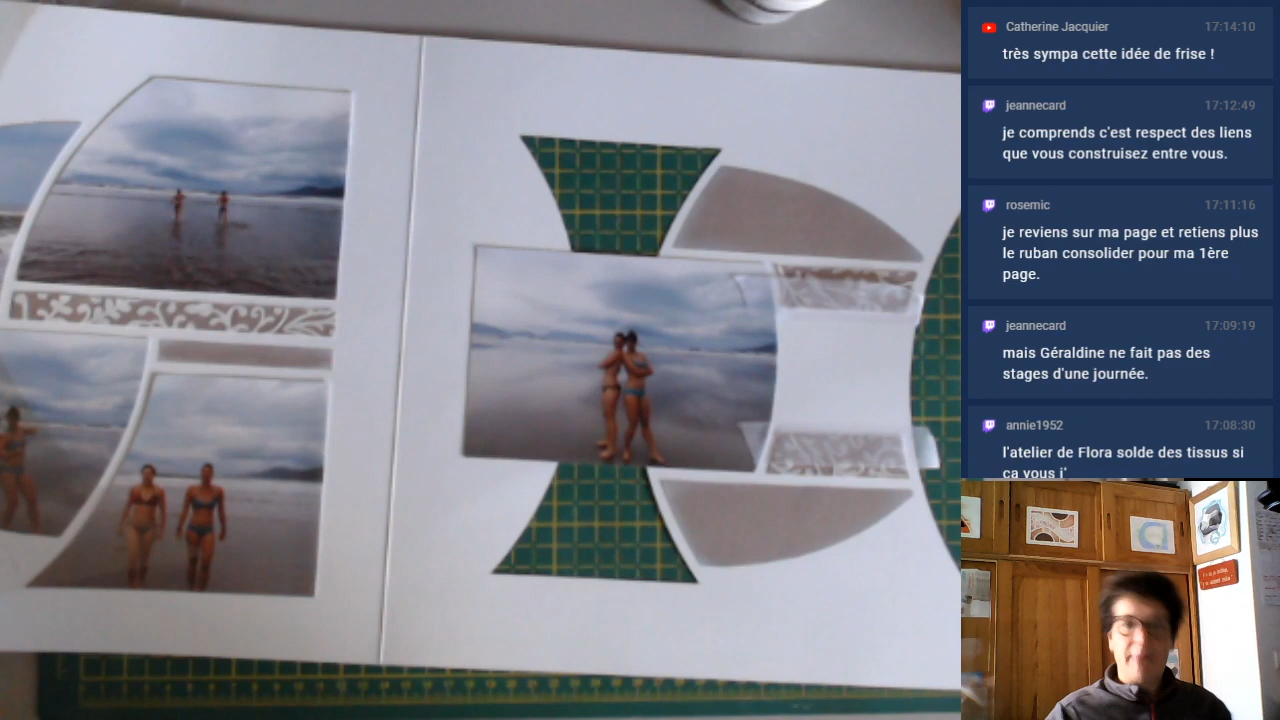 Catherine Jacquier 17:14:10
très sympa cette idée de frise !
jeannecard 17:12:49
je comprends c'est respect des liens
que vous construisez entre vous.
rosemic 17:11:16
je reviens sur ma page et retiens plus
le ruban consolider pour ma 1ère
page.
jeannecard 17:09:19
mais Géraldine ne fait pas des
stages d'une journée.
annie1952 17:08:30
l'atelier de Flora solde des tissus si
ça vous i'